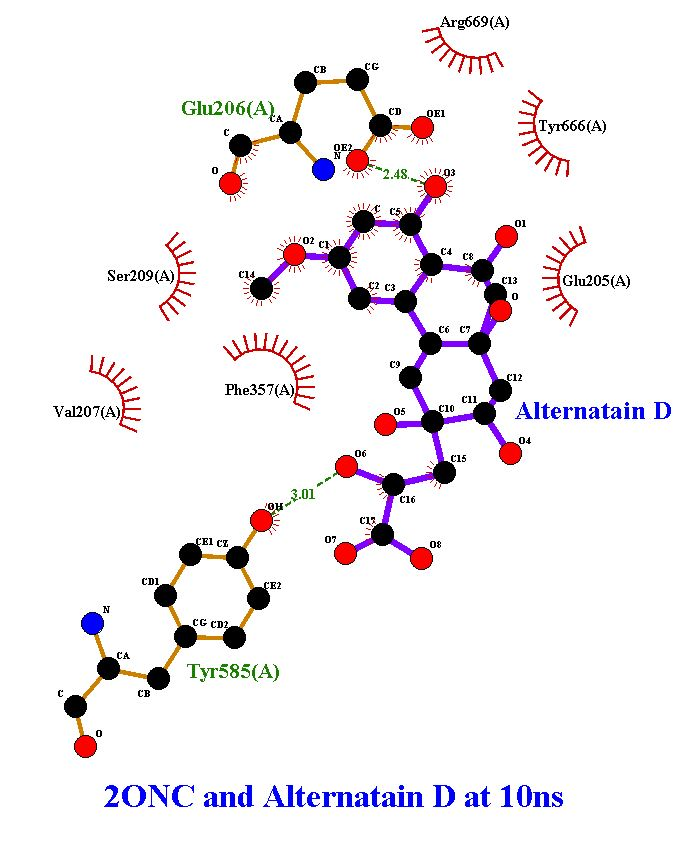 Arg669(A)
CB
CG
Glu206(A)
CA
CD
OE1
Tyr666(A)
C
OE2
N
O
2.48
O3
C
C5
O1
O2
C1
C4
C8
Ser209(A)
C14
C2
C3
C13
Glu205(A)
O
C6
C7
C9
C12
Phe357(A)
Val207(A)
C11
Alternatain D
O5
C10
O4
O6
C15
3.01
C16
OH
C17
O7
O8
CE1
CZ
CD1
CE2
N
CG
CD2
CA
Tyr585(A)
C
CB
O
2ONC and Alternatain D at 10ns